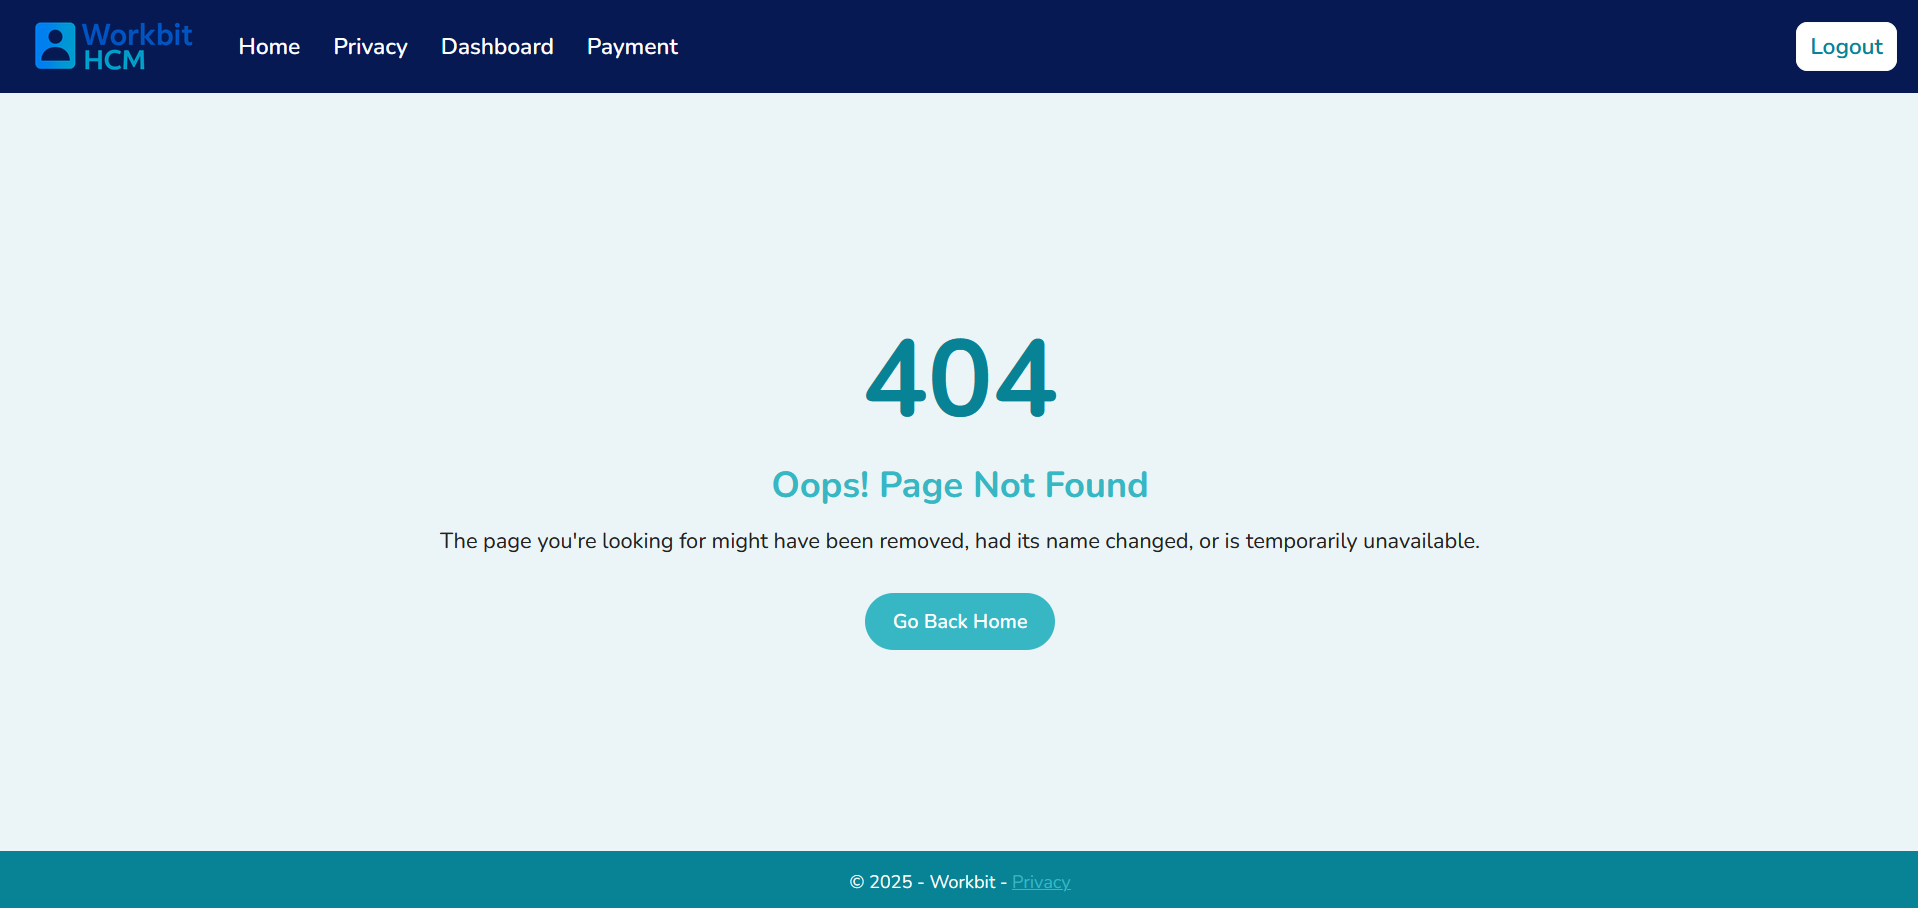 Workbit
HCM
Home Privacy Dashboard Payment
Logout
404
Oops! Page Not Found
The page you're looking for might have been removed, had its name changed, or is temporarily unavailable.
Go Back Home
© 2025 - Workbit - Privacy